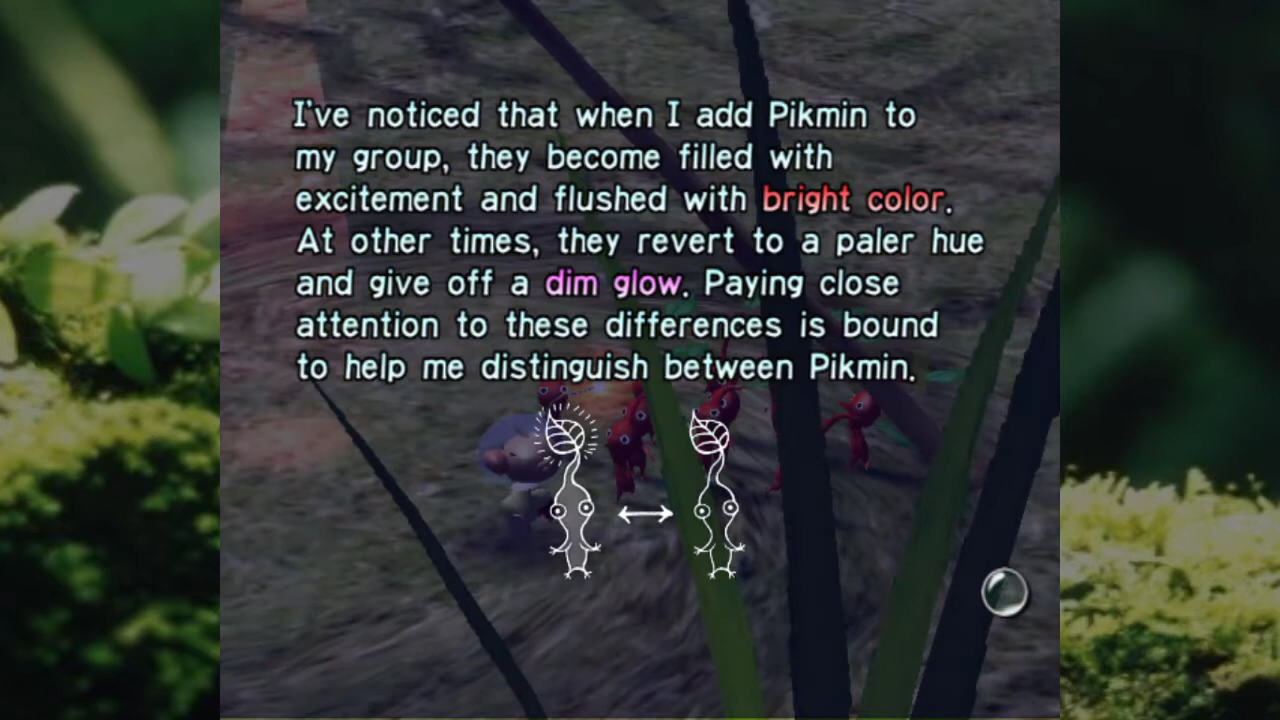 I've noticed that when I add Pikmin to
my group, they become filled with
excitement and flushed with bright color.
At other times, they revert to a paler hue
and give off a dim glow. Paying close
attention to these differences is bound
to help me distinguish between Pikmin.